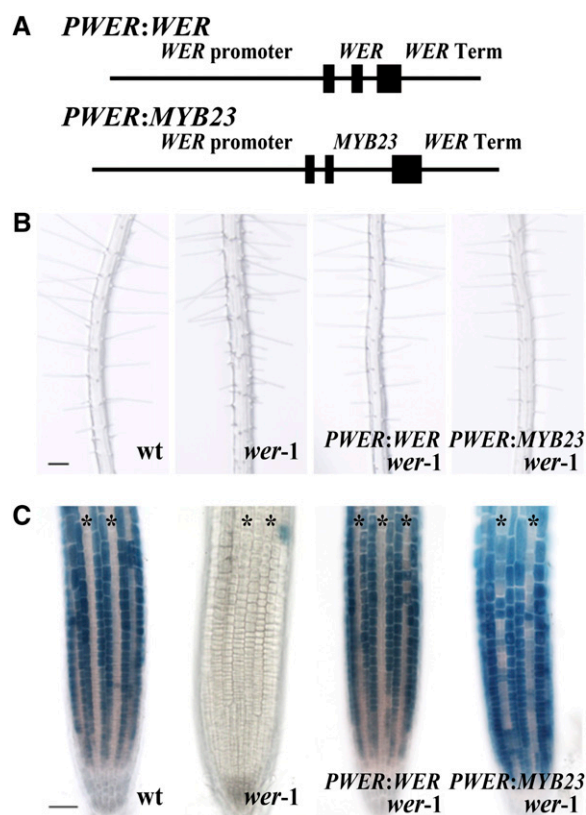 A
PWER:WER
WER promoter WER WER Term
PWER:MYB23
WER promoter MYB23 WER Term
B
wt
wer-1
PWER:WER
wer-1
PWER:MYB23
wer-1
C
* *
* *
* * *
* *
wt
wer-1
PWER:WER
wer-1
PWER:MYB23
wer-1